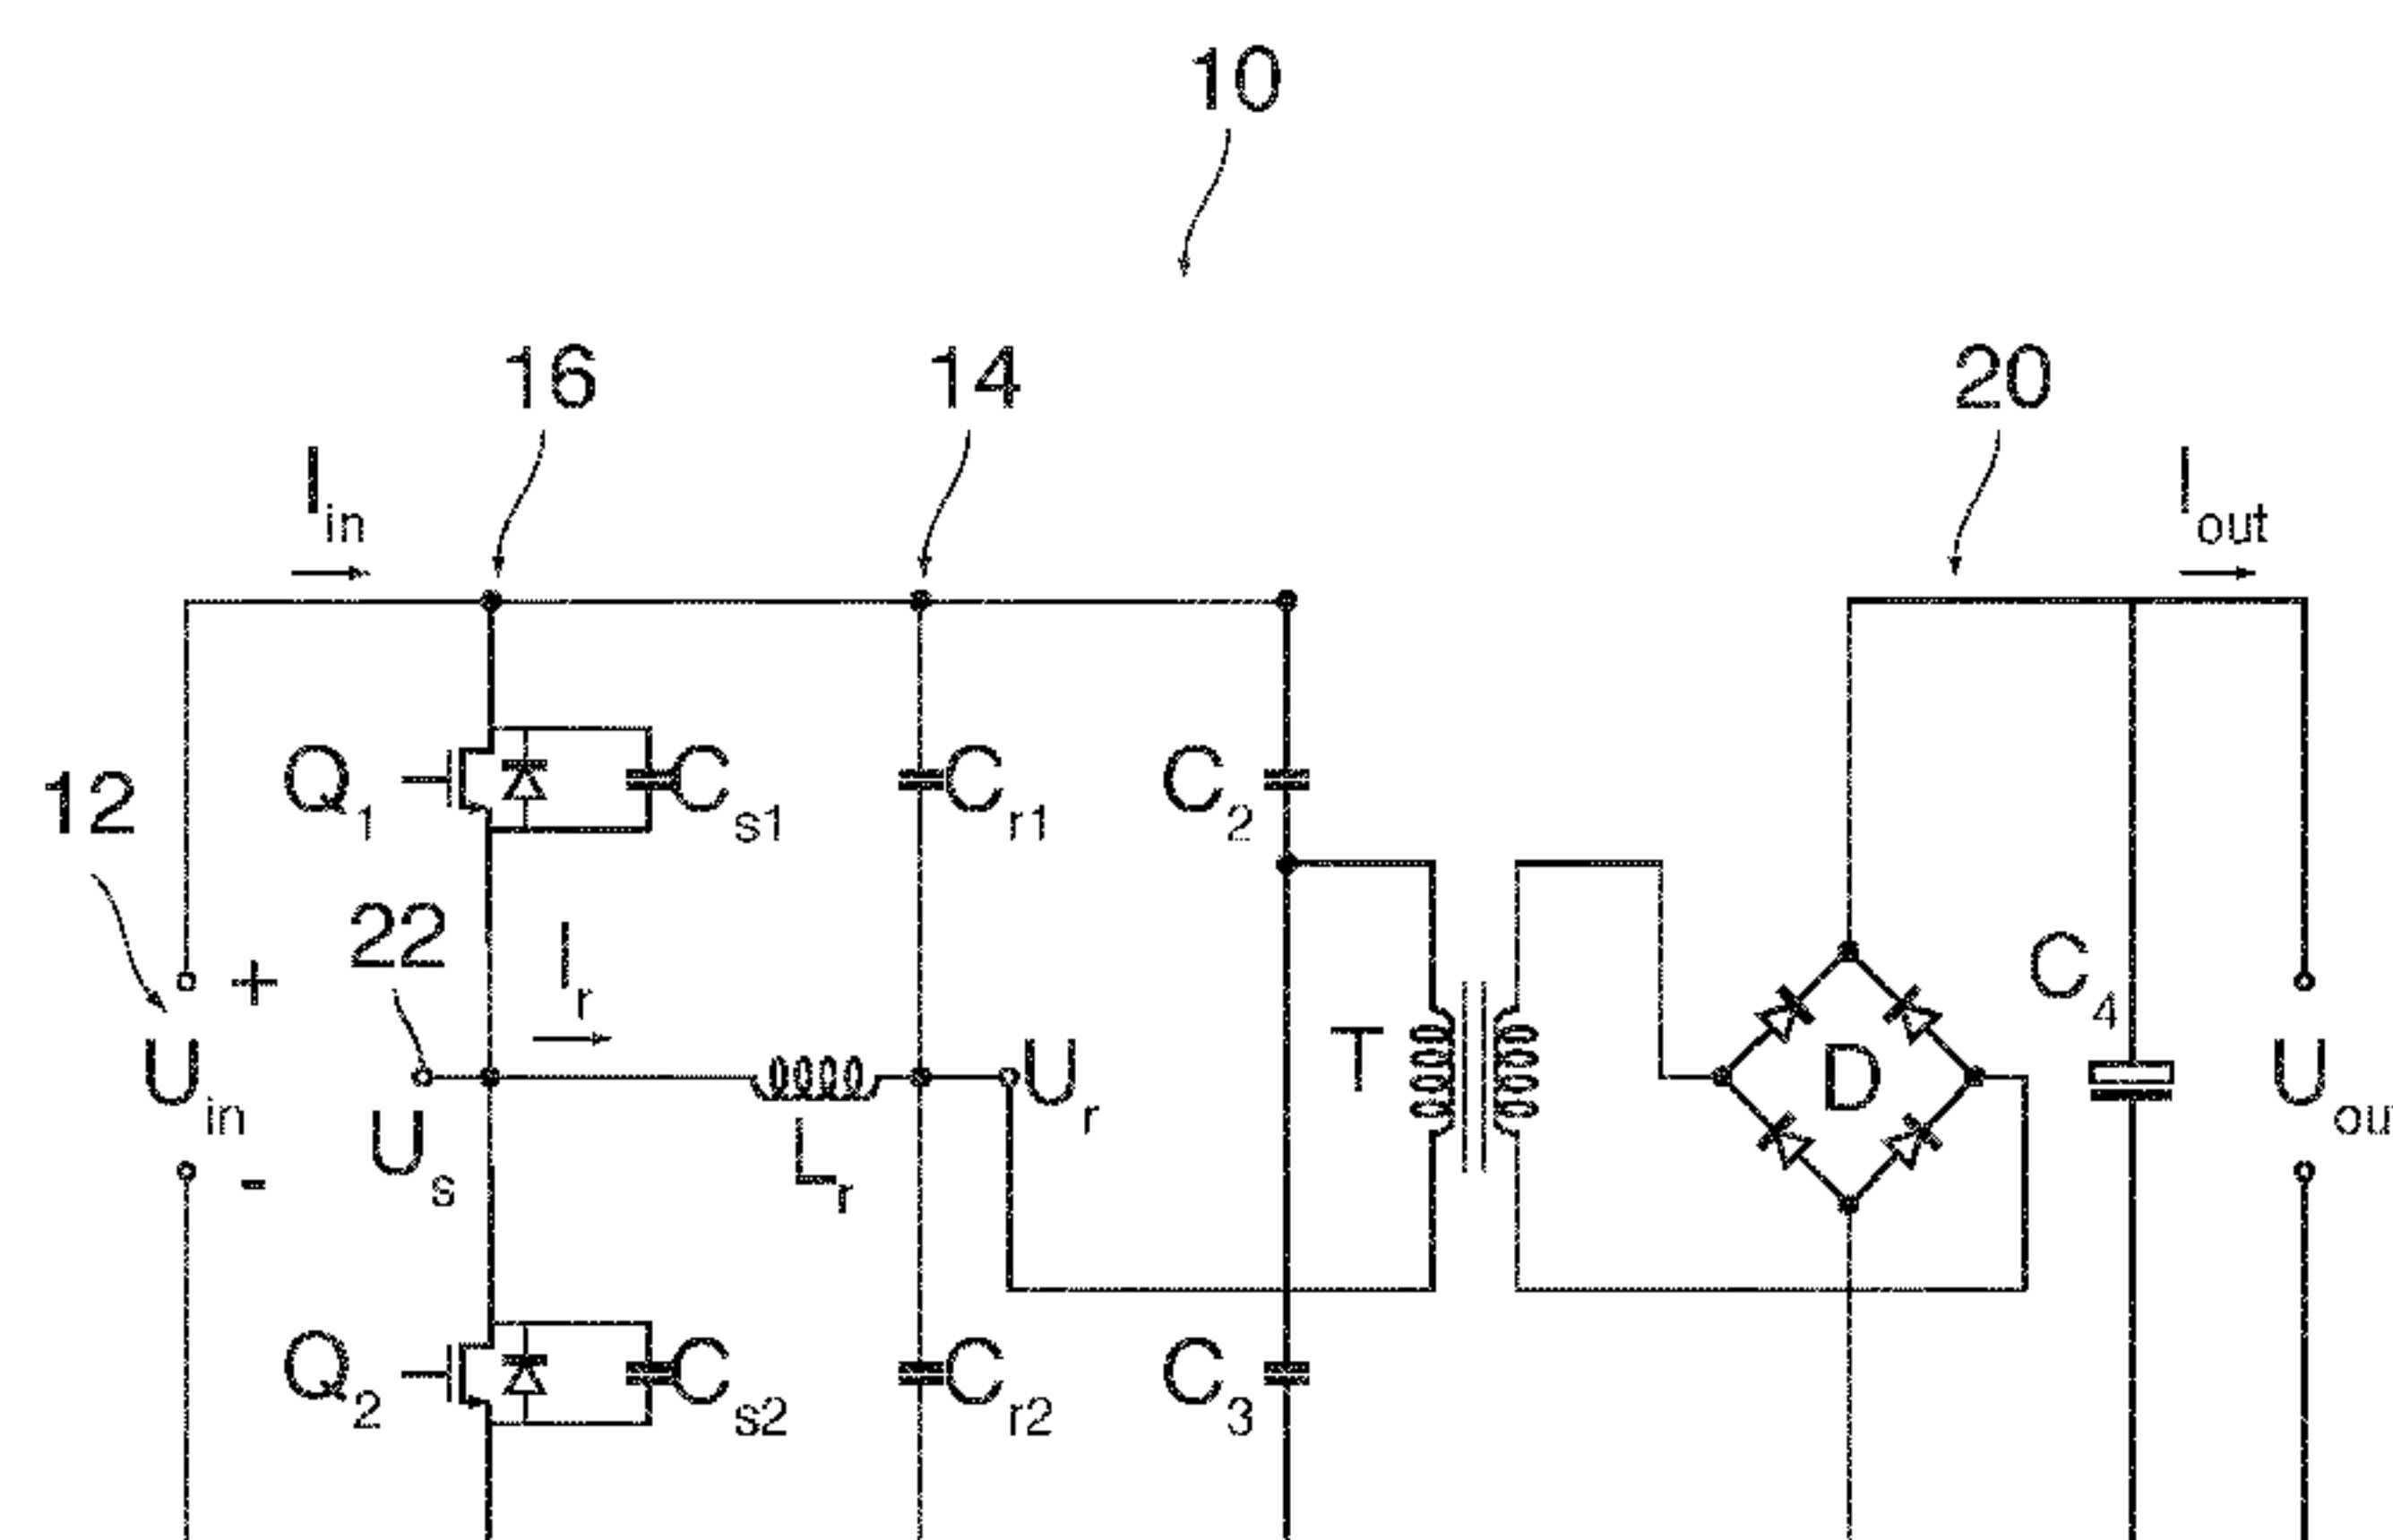 10
16
14
20
I_in
I_out
Q_1
C_s1
C_r1
C_2
12
22
I_r
+
C_4
U_in
T
D
U_r
U_s
L_r
-
Q_2
C_s2
C_r2
C_3